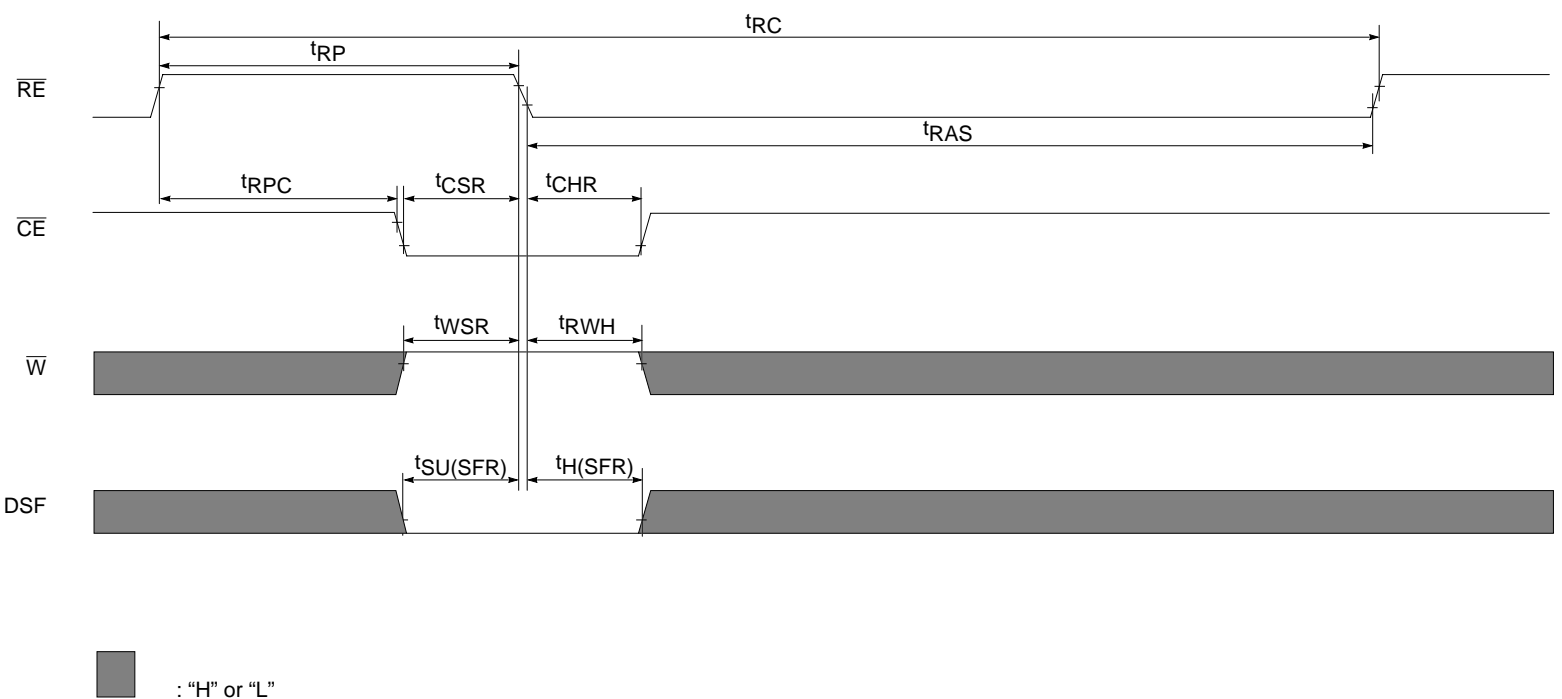 tRC
tRP
RE
tRAS
tRPC
tCSR
tCHR
CE
tWSR
tRWH
W
tSU(SFR)
tH(SFR)
DSF
: “H” or “L”